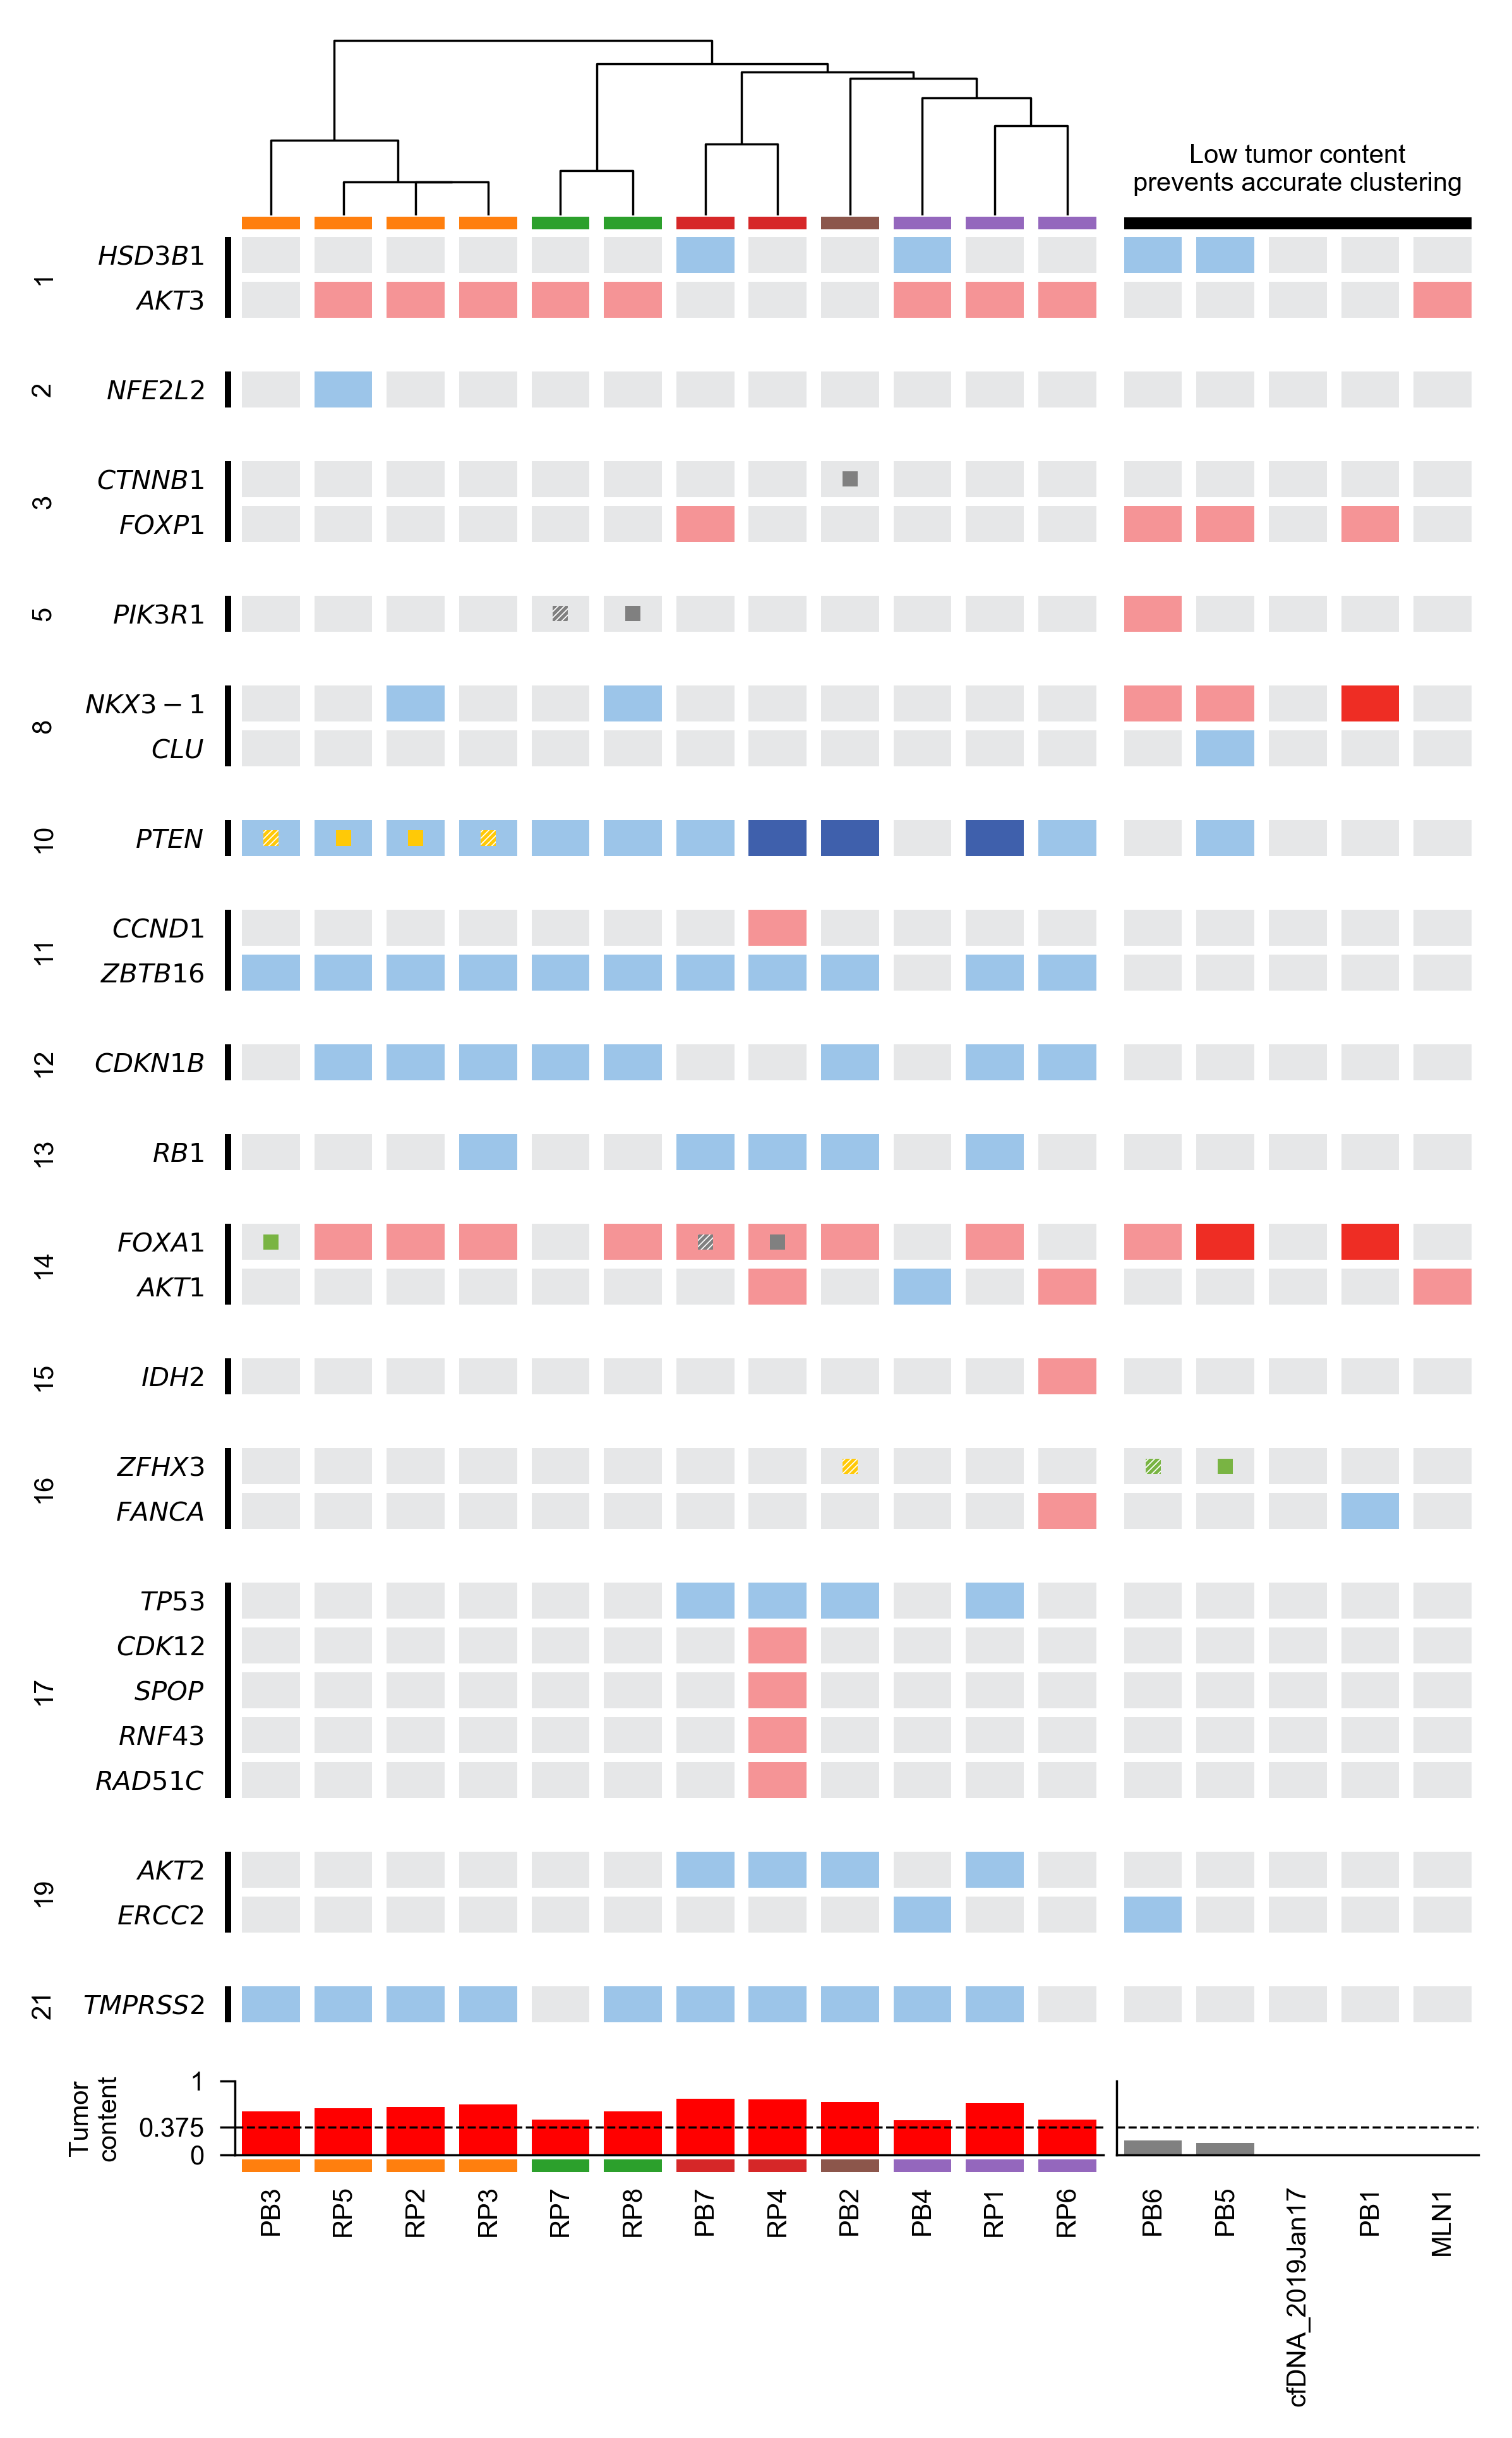 Low tumor content
prevents accurate clustering
1
HSD3B1
AKT3
2
NFE2L2
3
CTNNB1
FOXP1
5
PIK3R1
8
NKX3 − 1
CLU
10
PTEN
11
CCND1
ZBTB16
12
CDKN1B
13
RB1
14
FOXA1
AKT1
15
IDH2
16
ZFHX3
FANCA
17
TP53
CDK12
SPOP
RNF43
RAD51C
19
AKT2
ERCC2
21
TMPRSS2
Tumor
content
1
0.375
0
PB3
RP5
RP2
RP3
RP7
RP8
PB7
RP4
PB2
PB4
RP1
RP6
PB6
PB5
cfDNA_2019Jan17
PB1
MLN1